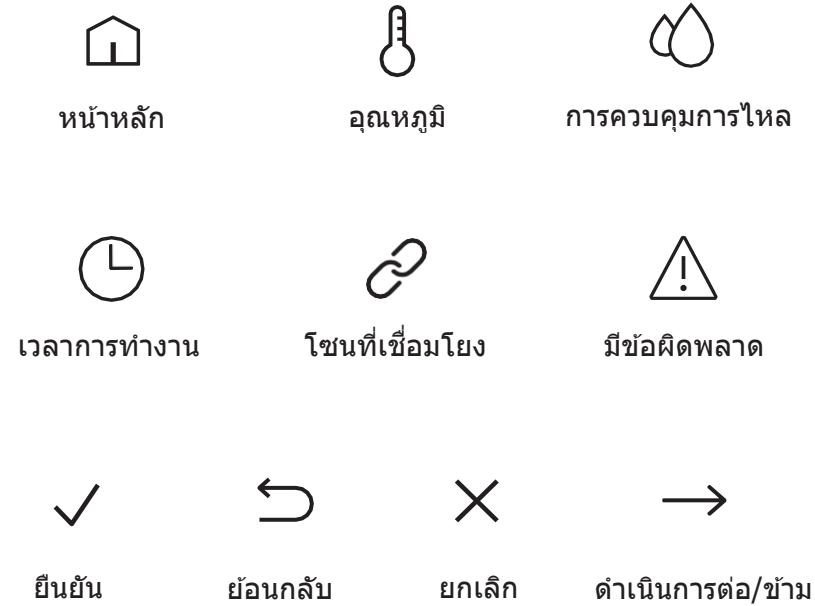 หน้าหลัก
อุณหภูมิ
การควบคุมการไหล
เวลาการทำงาน
โซนที่เชื่อมโยง
มีข้อผิดพลาด
ยืนยัน
ย้อนกลับ
ยกเลิก
ดำเนินการต่อ/ข้าม